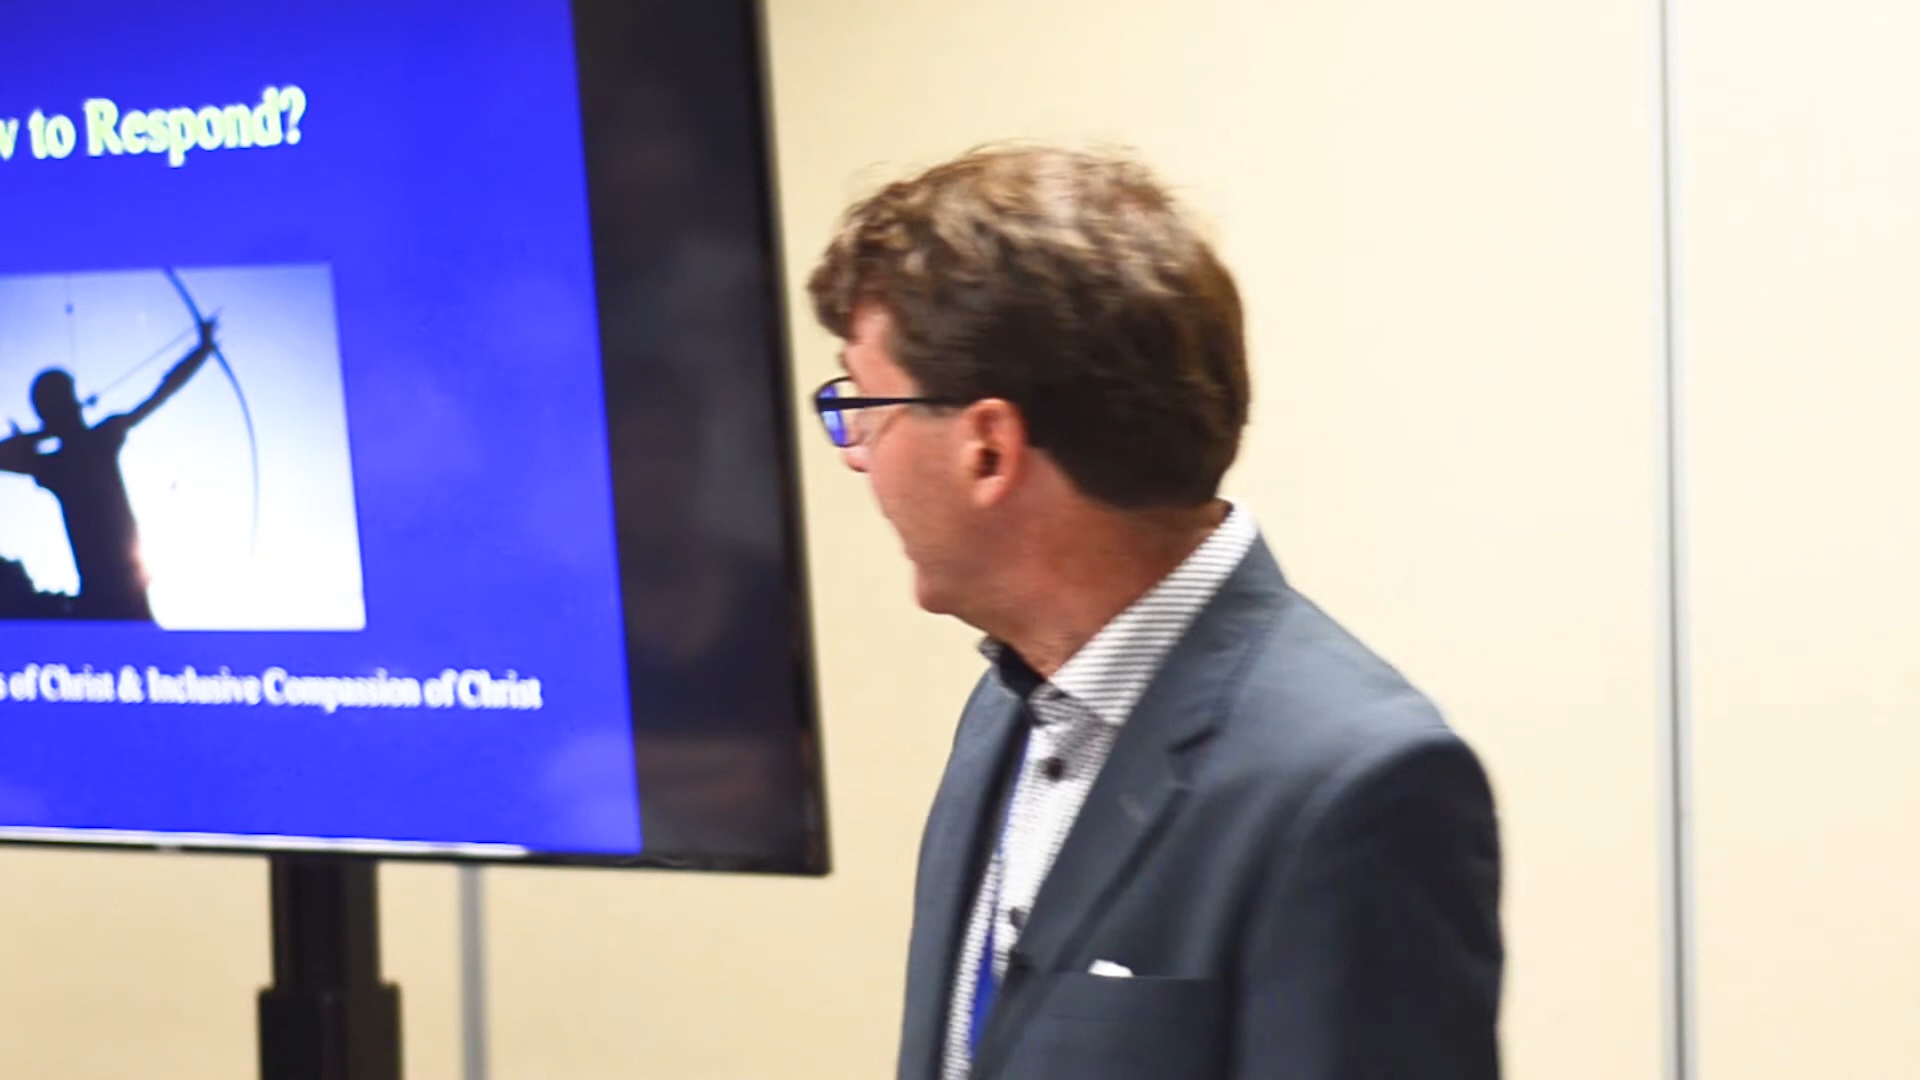 to Respond?
of Christ & Inclusive Compassion of Christ